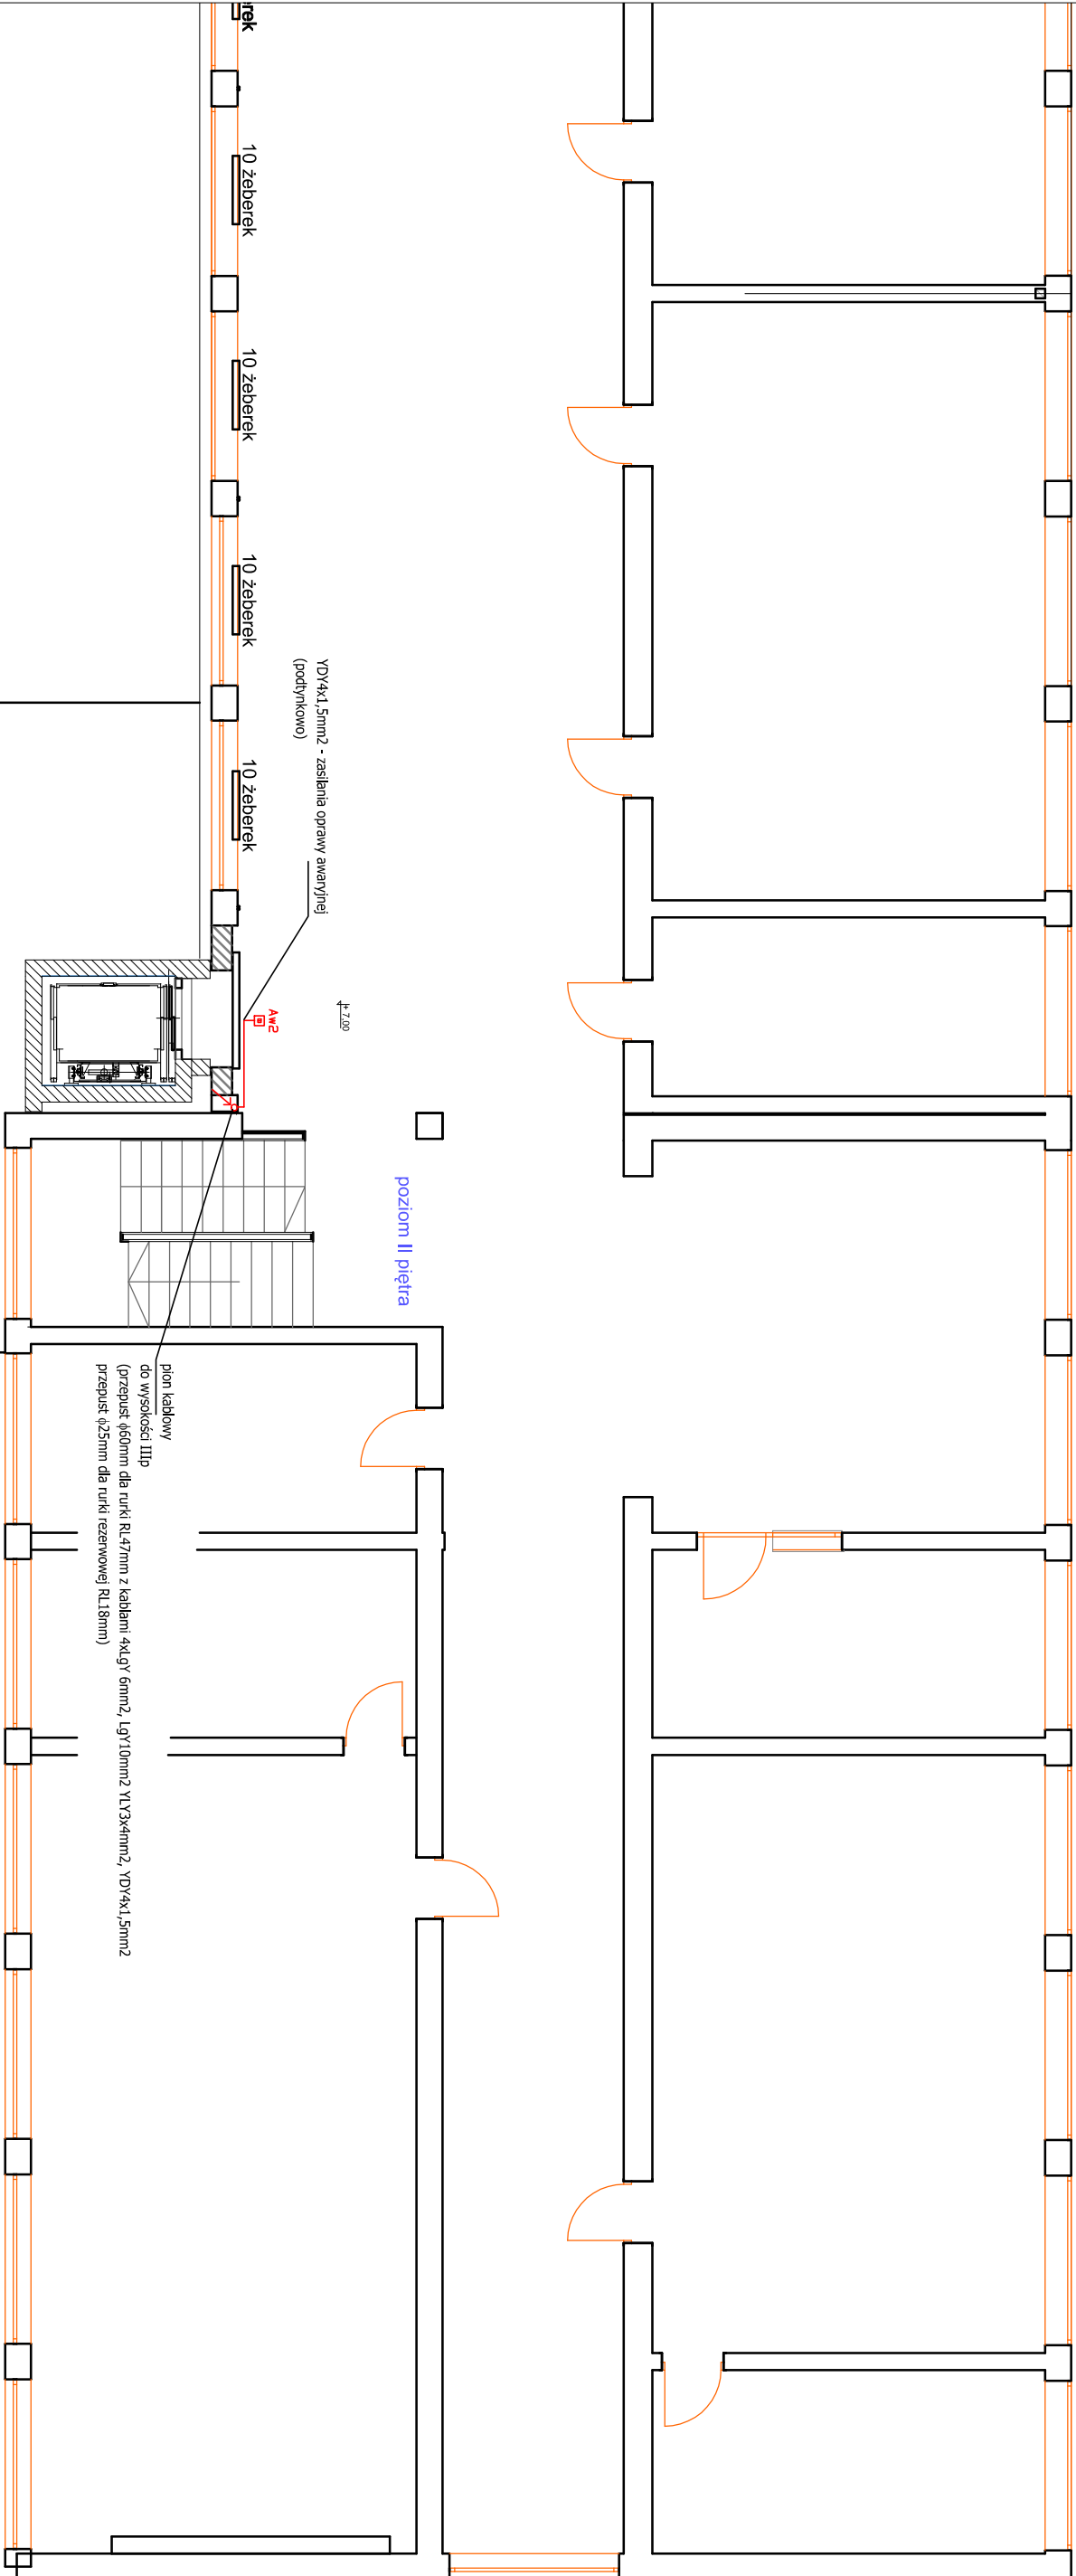 erek
10 żeberek
10 żeberek
10 żeberek
10 żeberek
YDY4x1,5mm2 - zasilania oprawy awaryjnej
(podtynkowo)
+ 7,00
Aw2
poziom II piętra
pion kablowy
do wysokości IIIp
(przepust ϕ60mm dla rurki RL47mm z kablami 4xLgY 6mm2, LgY10mm2 YLY3x4mm2, YDY4x1,5mm2
przepust ϕ25mm dla rurki rezerwowej RL18mm)